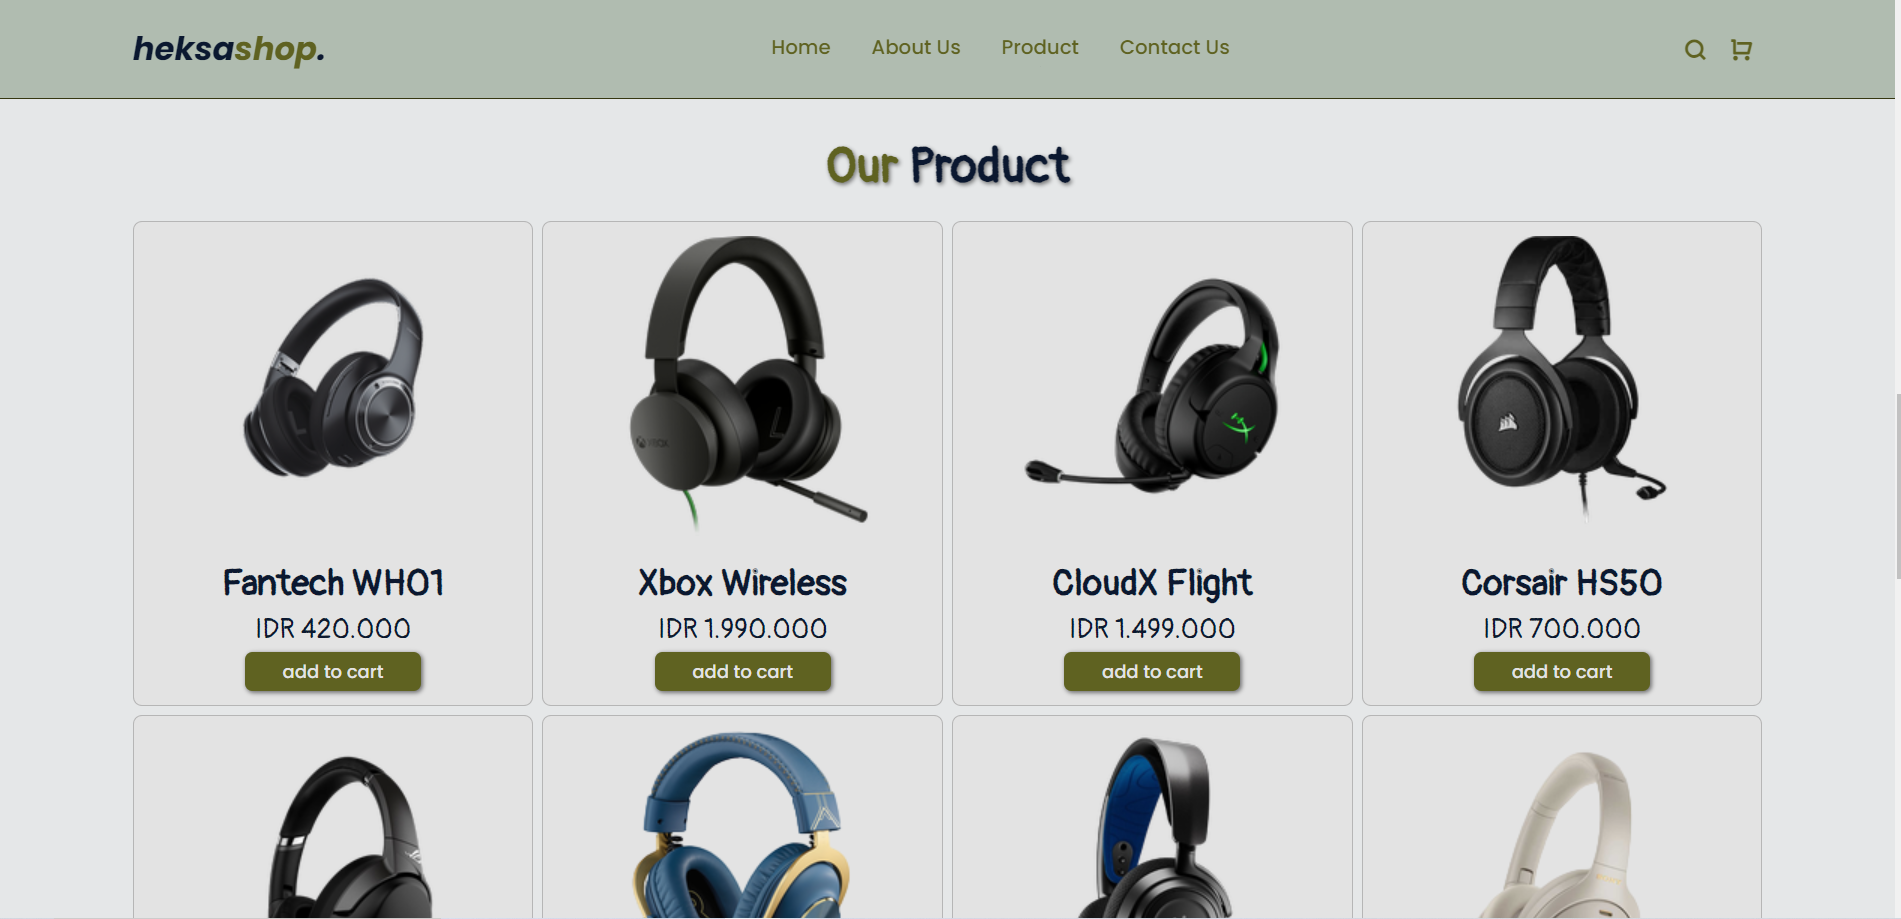 heksashop.
Home About Us Product Contact Us
Our Product
XBOX
Fantech WH01
IDR 420.000
add to cart
Xbox Wireless
IDR 1.990.000
add to cart
CloudX Flight
IDR 1.499.000
add to cart
Corsair HS50
IDR 700.000
add to cart